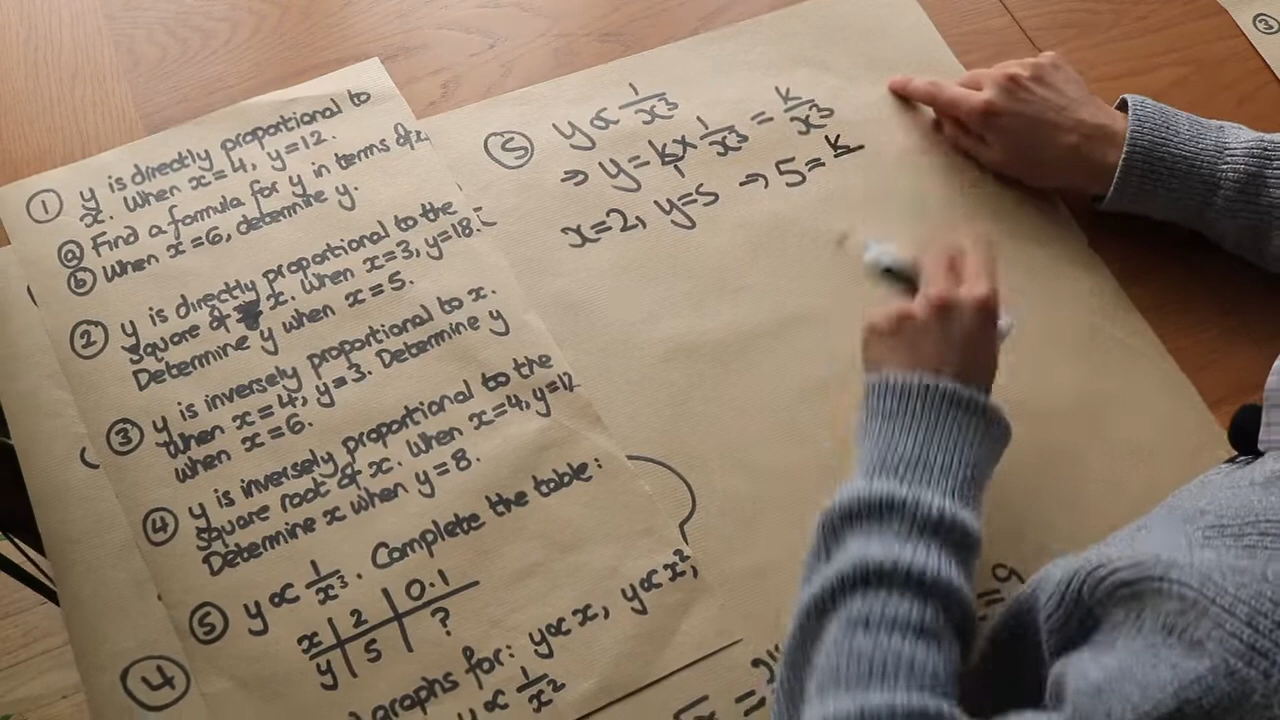 ① y is directly proportional to
x. When x=4, y=12.
ⓐ Find a formula for y in terms of x.
ⓑ When x=6, determine y.
② y is directly proportional to the
square of x. When x=3, y=18.
Determine y when x=5.
③ y is inversely proportional to x.
When x=4, y=3. Determine y
when x=6.
④ y is inversely proportional to the
square root of x. When x=4, y=12
Determine x when y=8.
⑤ y∝1/x³. Complete the table:
x | 2 | 0.1
y | 5 | ?
④
graphs for: y∝x, y∝x²,
y∝1/x²
⑤ y∝1/x³
⇒ y=k/1×1/x³=k/x³
x=2, y=5 → 5=k
③